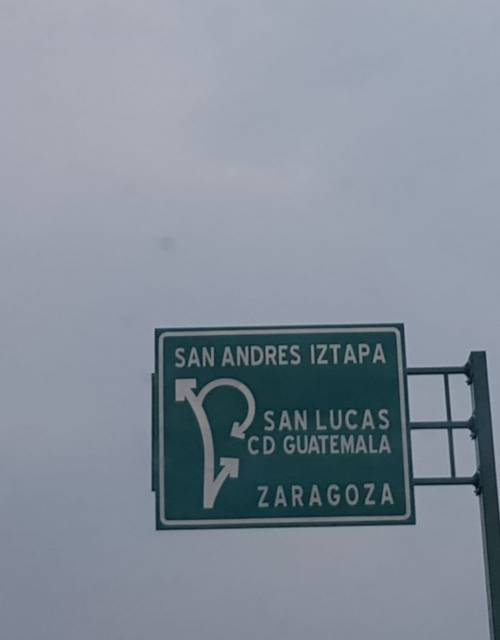 SAN ANDRES IZTAPA
SAN LUCAS
CD GUATEMALA
ZARAGOZA